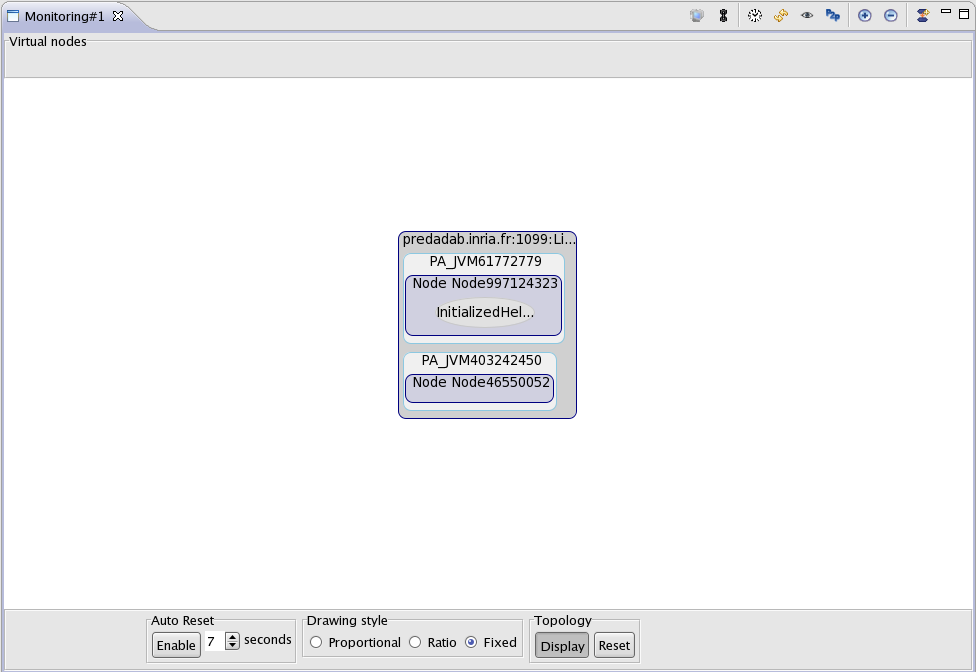 Monitoring#1
P2P
Virtual nodes
predadab.inria.fr:1099:Li...
PA_JVM61772779
Node Node997124323
InitializedHel...
PA_JVM403242450
Node Node46550052
Auto Reset
Enable 7 seconds
Drawing style
Proportional Ratio Fixed
Topology
Display Reset